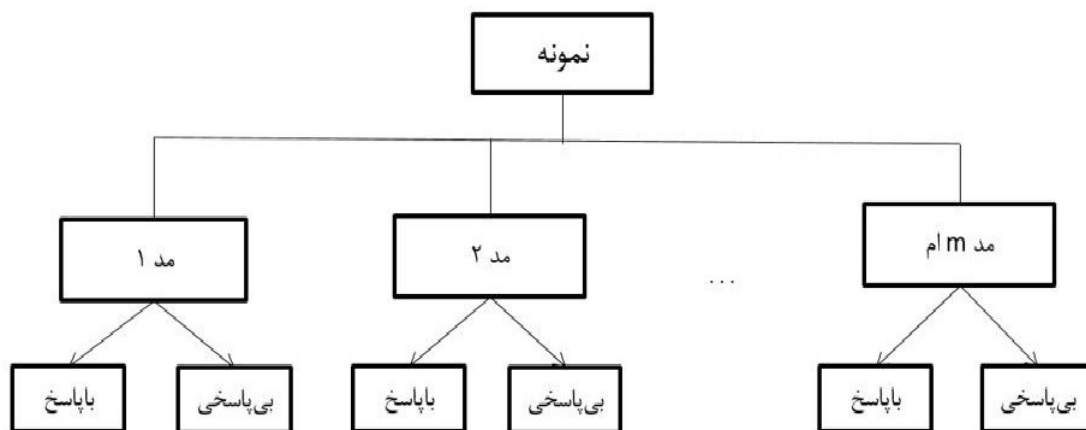 نمونه
مد ۱
مد ۲
...
مد m ام
باپاسخ
بی‌پاسخی
باپاسخ
بی‌پاسخی
باپاسخ
بی‌پاسخی